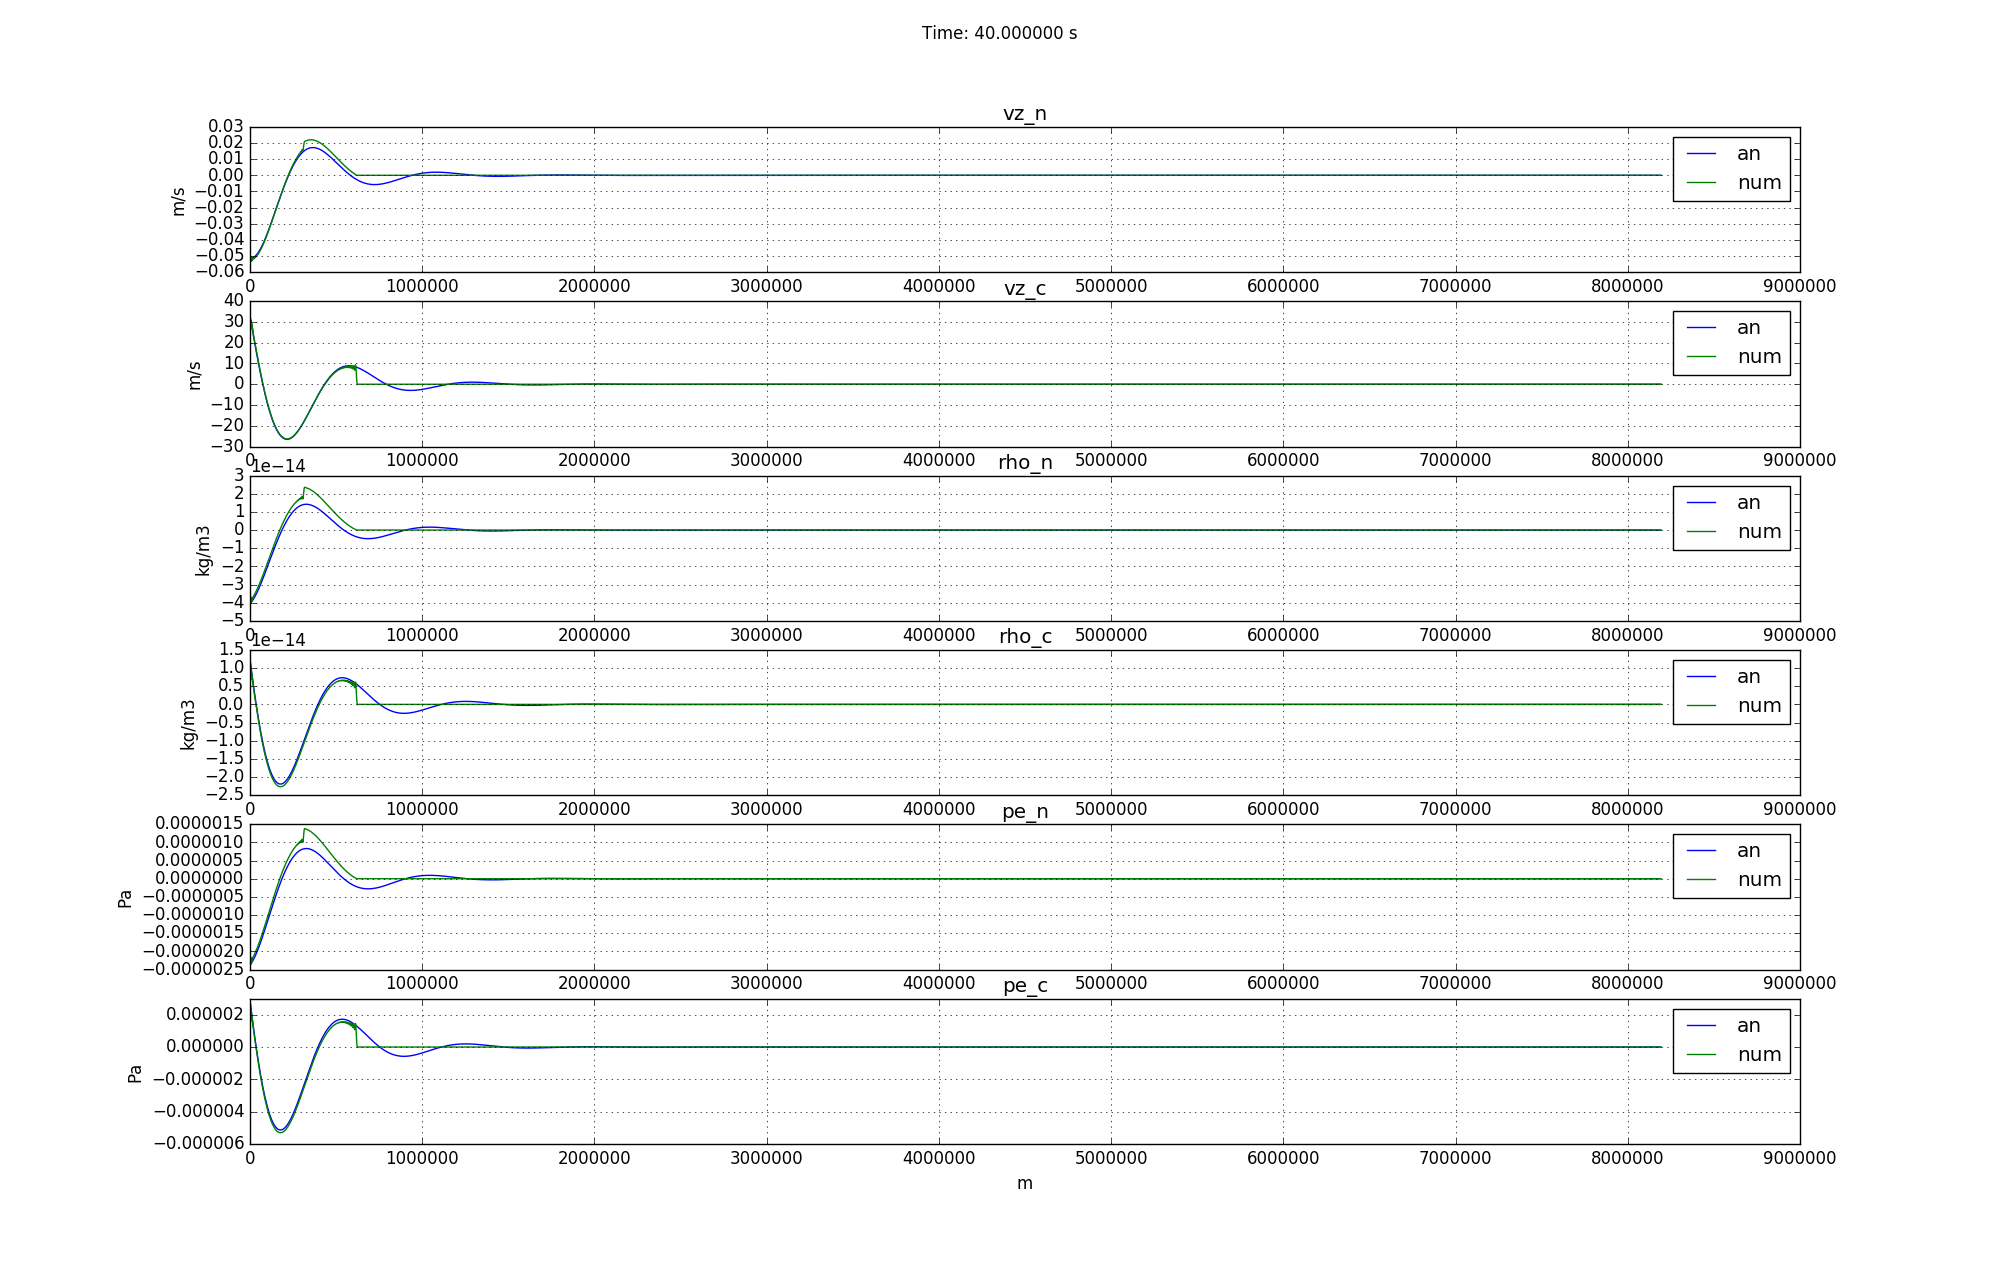 Time: 40.000000 s
vz_n
0.03
0.02
0.01
0.00
−0.01
−0.02
−0.03
−0.04
−0.05
−0.06
m/s
an
num
0 1000000 2000000 3000000 4000000 5000000 6000000 7000000 8000000 9000000
vz_c
40
30
20
10
0
−10
−20
−30
m/s
an
num
0 1000000 2000000 3000000 4000000 5000000 6000000 7000000 8000000 9000000
1e−14
rho_n
3
2
1
0
−1
−2
−3
−4
−5
kg/m3
an
num
0 1000000 2000000 3000000 4000000 5000000 6000000 7000000 8000000 9000000
1e−14
rho_c
1.5
1.0
0.5
0.0
−0.5
−1.0
−1.5
−2.0
−2.5
kg/m3
an
num
0 1000000 2000000 3000000 4000000 5000000 6000000 7000000 8000000 9000000
pe_n
0.0000015
0.0000010
0.0000005
0.0000000
−0.0000005
−0.0000010
−0.0000015
−0.0000020
−0.0000025
Pa
an
num
0 1000000 2000000 3000000 4000000 5000000 6000000 7000000 8000000 9000000
pe_c
0.000002
0.000000
−0.000002
−0.000004
−0.000006
Pa
an
num
0 1000000 2000000 3000000 4000000 5000000 6000000 7000000 8000000 9000000
m